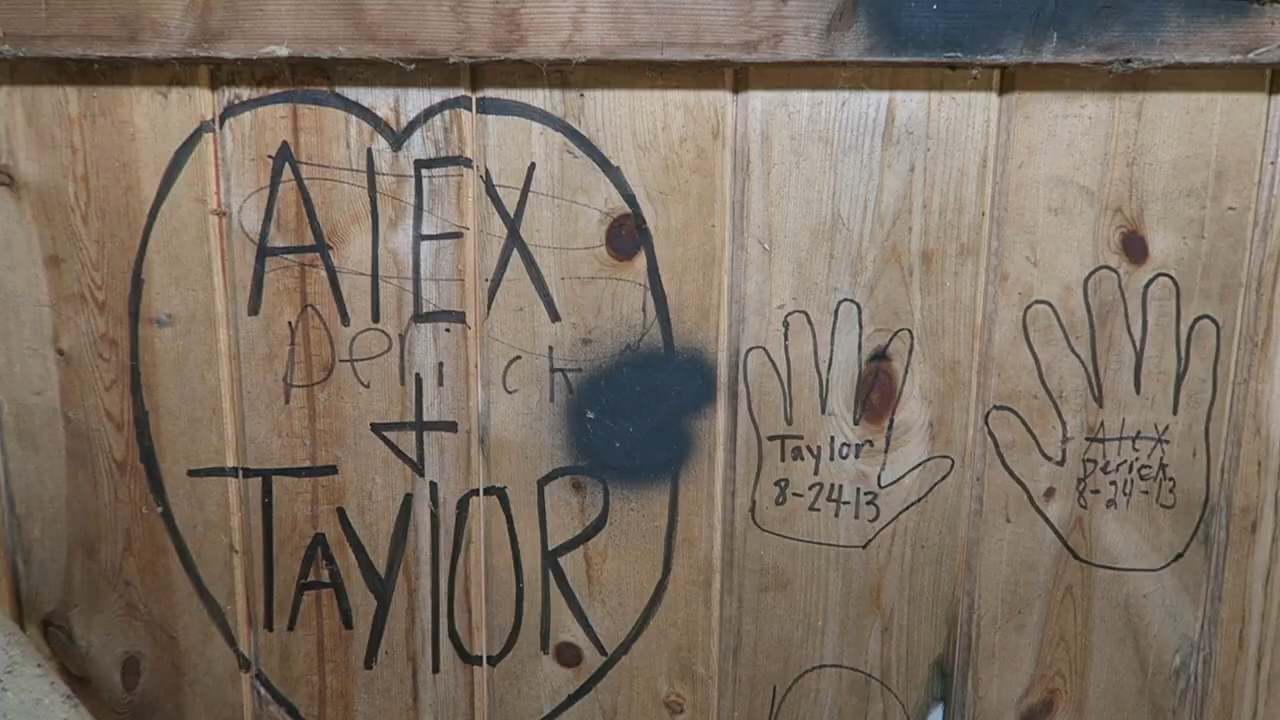 ALEX
Derick
+
TAYlOR
Taylor
8-24-13
AlEX
Derick
8-24-13